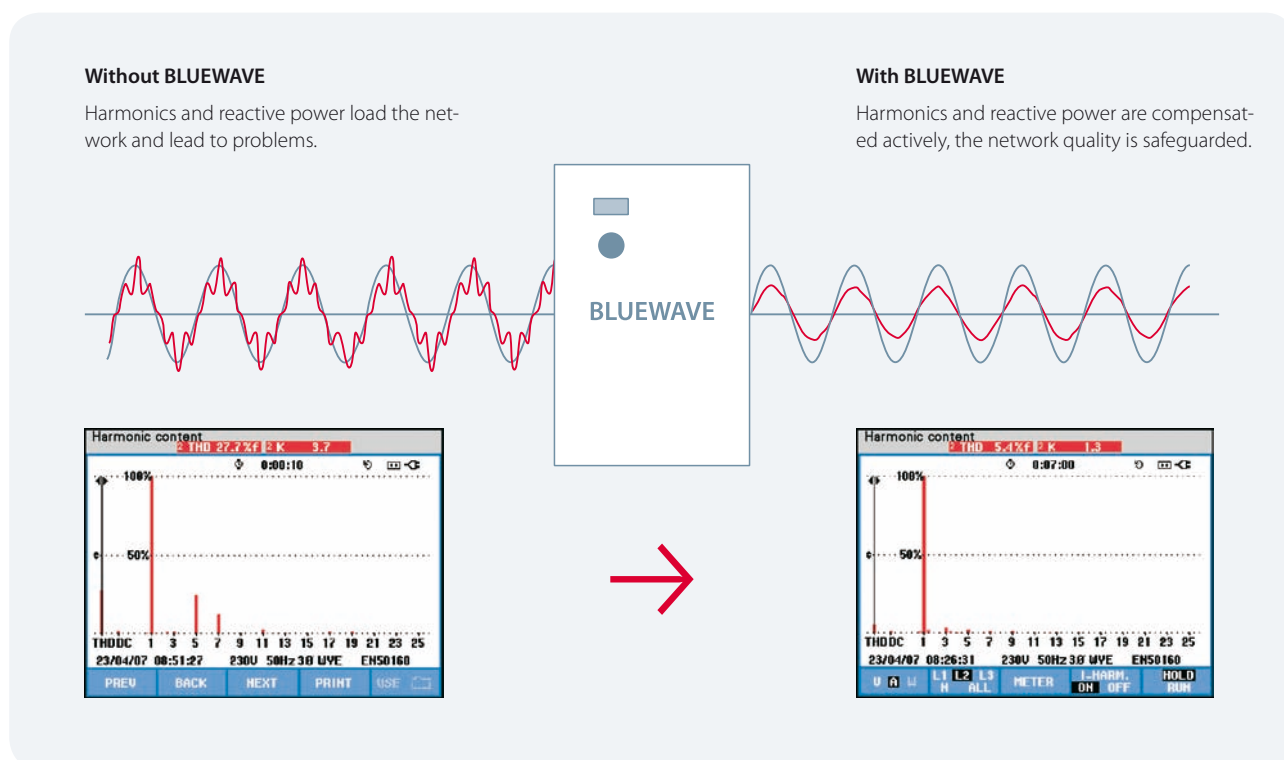 Without BLUEWAVE
Harmonics and reactive power load the net-
work and lead to problems.
With BLUEWAVE
Harmonics and reactive power are compensat-
ed actively, the network quality is safeguarded.
BLUEWAVE
Harmonic content
2 THD 27.7%f 2 K 3.7
0:00:10
100%
50%
THDDC 1 3 5 7 9 11 13 15 17 19 21 23 25
23/04/07 08:51:27 230V 50Hz 3Ø WYE EN50160
PREV BACK NEXT PRINT USE
Harmonic content
2 THD 5.4%f 2 K 1.3
0:07:00
100%
50%
THDDC 1 3 5 7 9 11 13 15 17 19 21 23 25
23/04/07 08:26:31 230V 50Hz 3Ø WYE EN50160
V A W L1 L2 L3 METER I-HARM. HOLD
N ALL ON OFF RUN